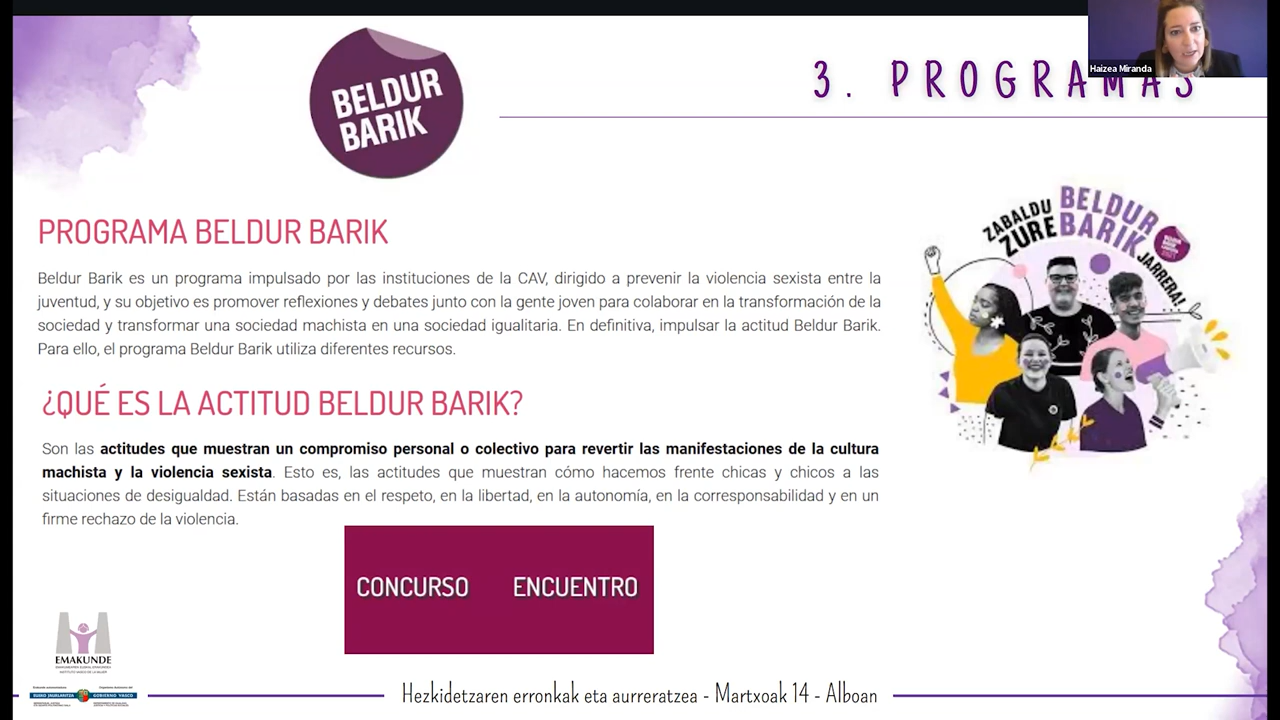 BELDUR
BARIK
3. PROGRAMAS
Haizea Miranda
PROGRAMA BELDUR BARIK
Beldur Barik es un programa impulsado por las instituciones de la CAV, dirigido a prevenir la violencia sexista entre la
juventud, y su objetivo es promover reflexiones y debates junto con la gente joven para colaborar en la transformación de la
sociedad y transformar una sociedad machista en una sociedad igualitaria. En definitiva, impulsar la actitud Beldur Barik.
Para ello, el programa Beldur Barik utiliza diferentes recursos.
ZABALDU
ZURE
BELDUR
BARIK
JARRERA!
¿QUÉ ES LA ACTITUD BELDUR BARIK?
Son las actitudes que muestran un compromiso personal o colectivo para revertir las manifestaciones de la cultura
machista y la violencia sexista. Esto es, las actitudes que muestran cómo hacemos frente chicas y chicos a las
situaciones de desigualdad. Están basadas en el respeto, en la libertad, en la autonomía, en la corresponsabilidad y en un
firme rechazo de la violencia.
CONCURSO ENCUENTRO
EMAKUNDE
EUSKO JAURLARITZA GOBIERNO VASCO
Hezkidetzaren erronkak eta aurreratzea - Martxoak 14 - Bilboan